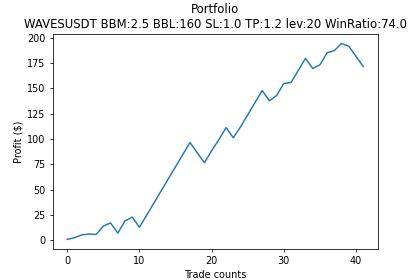 Portfolio
WAVESUSDT BBM:2.5 BBL:160 SL:1.0 TP:1.2 lev:20 WinRatio:74.0
200
175
150
125
100
75
50
25
0
Profit ($)
0 10 20 30 40
Trade counts